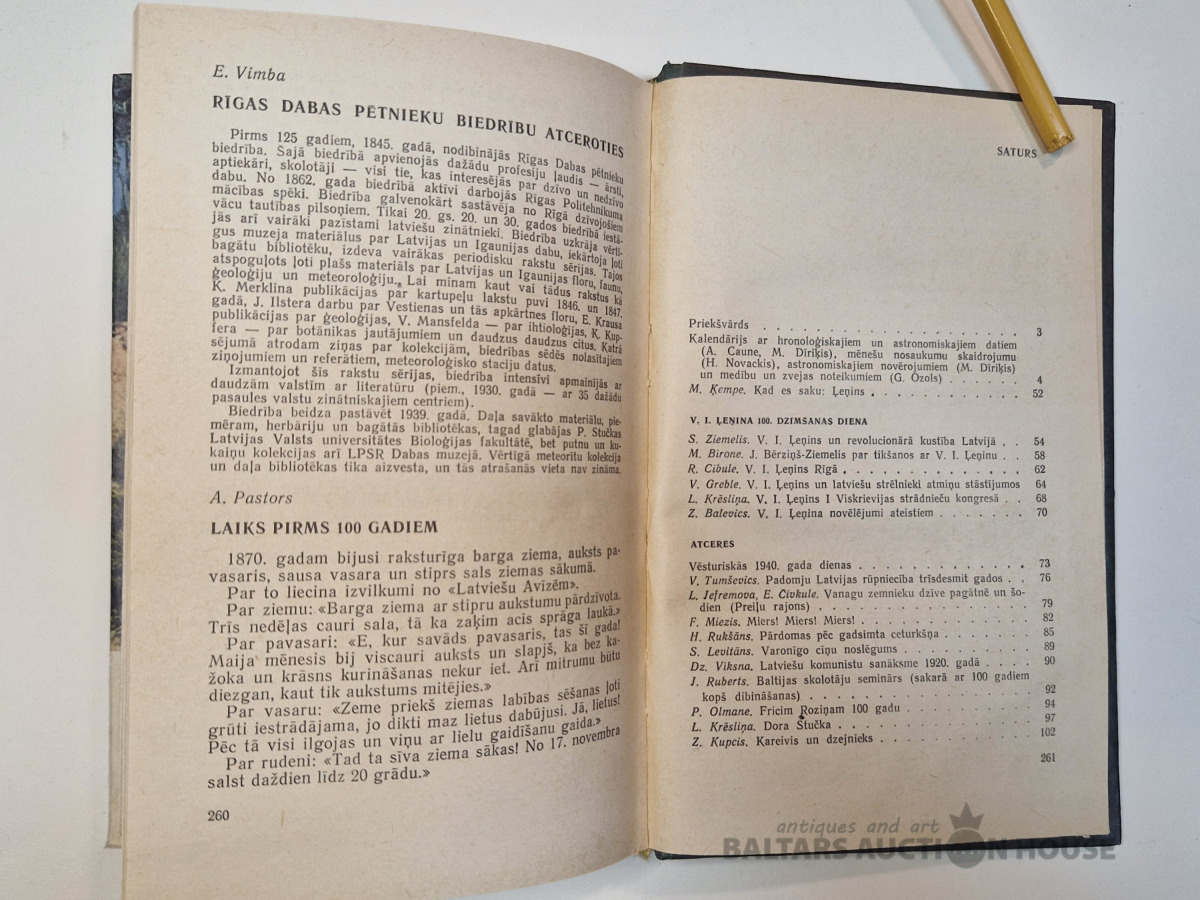 E. Vimba
RĪGAS DABAS PĒTNIEKU BIEDRĪBU ATCEROTIES
Pirms 125 gadiem, 1845. gadā, nodibinājās Rīgas Dabas pētnieku
biedrība. Šajā biedrībā apvienojās dažādu profesiju ļaudis — ārsti,
aptiekāri, skolotāji — visi tie, kas interesējās par dzīvo un nedzīvo
dabu. No 1862. gada biedrībā aktīvi darbojās Rīgas Politehnikuma
mācības spēki. Biedrība galvenokārt sastāvēja no Rīgā dzīvojošiem
vācu tautības pilsoņiem. Tikai 20. gs. 20. un 30. gados biedrībā iestā-
jās arī vairāki pazīstami latviešu zinātnieki. Biedrība uzkrāja vērtī-
gus muzeja materiālus par Latvijas un Igaunijas dabu, iekārtoja ļoti
bagātu bibliotēku, izdeva vairākas periodisku rakstu sērijas. Tajos
atspoguļots ļoti plašs materiāls par Latvijas un Igaunijas floru, faunu,
ģeoloģiju un meteoroloģiju. Lai minam kaut vai tādus rakstus kā
K. Merklina publikācijas par kartupeļu lakstu puvi 1846. un 1847.
gadā, J. Ilstera darbu par Vestienas un tās apkārtnes floru, E. Krausa
publikācijas par ģeoloģijas, V. Mansfelda — par ihtioloģijas, K. Kup-
fera — par botānikas jautājumiem un daudzus daudzus citus. Katrā
sējumā atrodam ziņas par kolekcijām, biedrības sēdēs nolasītajiem
ziņojumiem un referātiem, meteoroloģisko staciju datus.
Izmantojot šīs rakstu sērijas, biedrība intensīvi apmainījās ar
daudzām valstīm ar literatūru (piem., 1930. gadā — ar 35 dažādu
pasaules valstu zinātniskajiem centriem).
Biedrība beidza pastāvēt 1939. gadā. Daļa savākto materiālu, pie-
mēram, herbāriju un bagātās bibliotēkas, tagad glabājas P. Stučkas
Latvijas Valsts universitātes Bioloģijas fakultātē, bet putnu un ku-
kaiņu kolekcijas arī LPSR Dabas muzejā. Vērtīgā meteorītu kolekcija
un daļa bibliotēkas tika aizvesta, un tās atrašanās vieta nav zināma.
A. Pastors
LAIĶS PIRMS 100 GADIEM
1870. gadam bijusi raksturīga barga ziema, auksts pa-
vasaris, sausa vasara un stiprs sals ziemas sākumā.
Par to liecina izvilkumi no «Latviešu Avīzēm».
Par ziemu: «Barga ziema ar stipru aukstumu pārdzīvota.
Trīs nedēļas cauri sala, tā ka zaķim acis sprāga laukā.»
Par pavasari: «E, kur savāds pavasaris, tas šī gada!
Maija mēnesis bij viscauri auksts un slapjš, ka bez ka-
žoka un krāsns kurināšanas nekur iet. Arī mitrumu būtu
diezgan, kaut tik aukstums mitējies.»
Par vasaru: «Zeme priekš ziemas labības sēšanas ļoti
grūti iestrādājama, jo dikti maz lietus dabūjusi. Jā, lietus!
Pēc tā visi ilgojas un viņu ar lielu gaidīšanu gaida.»
Par rudeni: «Tad ta sīva ziema sākas! No 17. novembra
salst daždien līdz 20 grādu.»
260
SATURS
Priekšvārds . . . . . . . . . . . . . . . . . . 3
Kalendārijs ar hronoloģiskajiem un astronomiskajiem datiem
(A. Caune, M. Dīriķis), mēnešu nosaukumu skaidrojumu
(H. Novackis), astronomiskajiem novērojumiem (M. Dīriķis)
un medību un zvejas noteikumiem (G. Ozols) . . . . . . 4
M. Ķempe. Kad es saku: Ļeņins . . . . . . . . . . . . 52
V. I. ĻEŅINA 100. DZIMŠANAS DIENA
S. Ziemelis. V. I. Ļeņins un revolucionārā kustība Latvijā . . 54
M. Birone. J. Bērziņš-Ziemelis par tikšanos ar V. I. Ļeņinu . . 58
R. Cibule. V. I. Ļeņins Rīgā . . . . . . . . . . . . . 62
V. Greble. V. I. Ļeņins un latviešu strēlnieki atmiņu stāstījumos 64
L. Krēsliņa. V. I. Ļeņins I Viskrievijas strādnieču kongresā . . 68
Z. Balevics. V. I. Ļeņina novēlējumi ateistiem . . . . . . . 70
ATCERES
Vēsturiskās 1940. gada dienas . . . . . . . . . . . . . 73
V. Tumševics. Padomju Latvijas rūpniecība trīsdesmit gados . . 76
L. Jefremova, E. Čivkule. Vanagu zemnieku dzīve pagātnē un šo-
dien (Preiļu rajons) . . . . . . . . . . . . . . . 79
F. Miezis. Miers! Miers! Miers! . . . . . . . . . . . . 82
H. Rukšāns. Pārdomas pēc gadsimta ceturkšņa . . . . . . . 85
S. Levitāns. Varonīgo cīņu noslēgums . . . . . . . . . . 89
Dz. Viksna. Latviešu komunistu sanāksme 1920. gadā . . . . 90
J. Ruberts. Baltijas skolotāju seminārs (sakarā ar 100 gadiem
kopš dibināšanas) . . . . . . . . . . . . . . . . 92
P. Olmane. Fricim Roziņam 100 gadu . . . . . . . . . . 94
L. Krēsliņa. Dora Stučka . . . . . . . . . . . . . . . 97
Z. Kupcis. Kareivis un dzejnieks . . . . . . . . . . . . 102
261
antiques and art
BALTARS AUCTION HOUSE